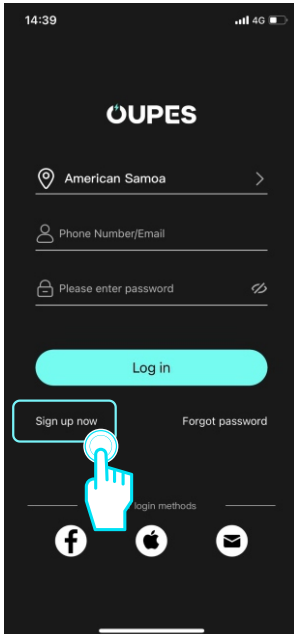 14:39
4G
OUPES
American Samoa
Phone Number/Email
Please enter password
Log in
Sign up now
Forgot password
login methods